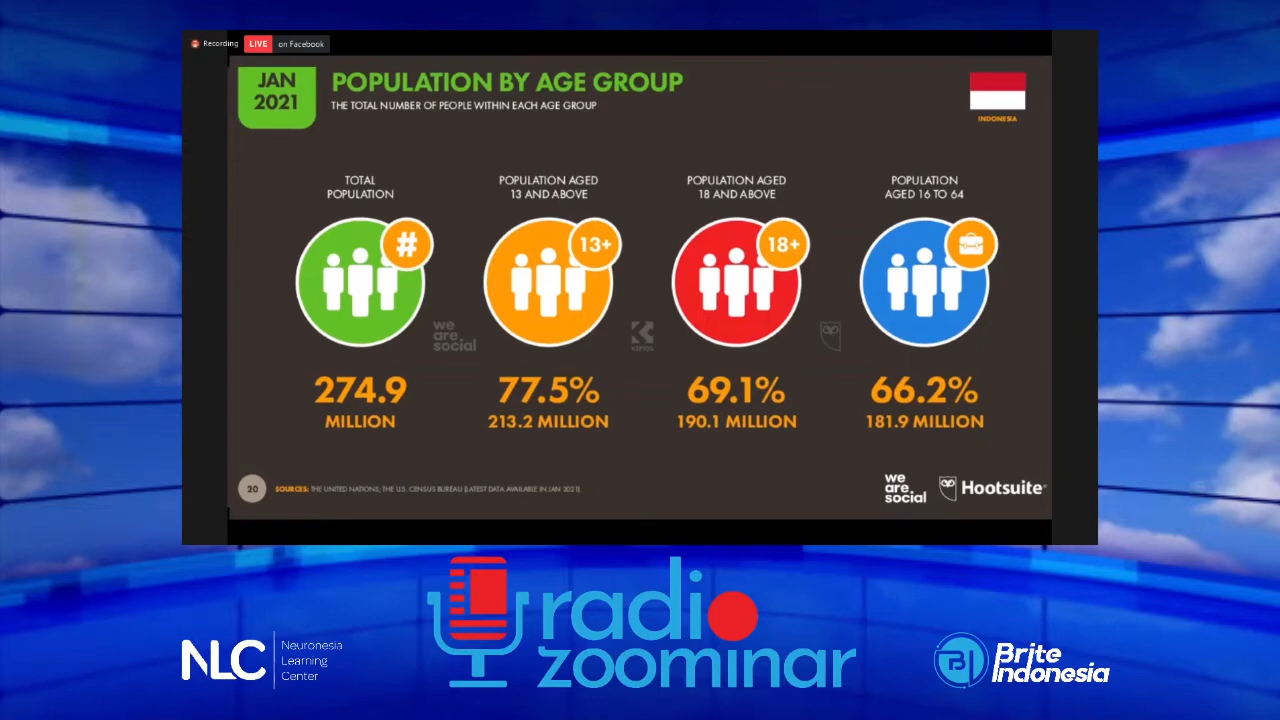 Recording LIVE on Facebook
JAN
2021
POPULATION BY AGE GROUP
THE TOTAL NUMBER OF PEOPLE WITHIN EACH AGE GROUP
INDONESIA
TOTAL
POPULATION
#
274.9
MILLION
POPULATION AGED
13 AND ABOVE
13+
77.5%
213.2 MILLION
POPULATION AGED
18 AND ABOVE
18+
69.1%
190.1 MILLION
POPULATION
AGED 16 TO 64
66.2%
181.9 MILLION
we
are
social
KEPIOS
20
SOURCES: THE UNITED NATIONS; THE U.S. CENSUS BUREAU (LATEST DATA AVAILABLE IN JAN 2021).
we
are
social
Hootsuite®
NLC
Neuronesia
Learning
Center
radio
zoominar
BI
Brite
Indonesia